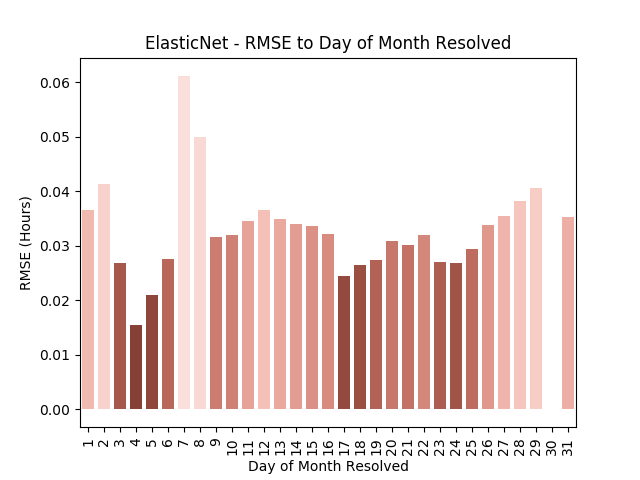 ElasticNet - RMSE to Day of Month Resolved
RMSE (Hours)
0.06
0.05
0.04
0.03
0.02
0.01
0.00
1 2 3 4 5 6 7 8 9 10 11 12 13 14 15 16 17 18 19 20 21 22 23 24 25 26 27 28 29 30 31
Day of Month Resolved